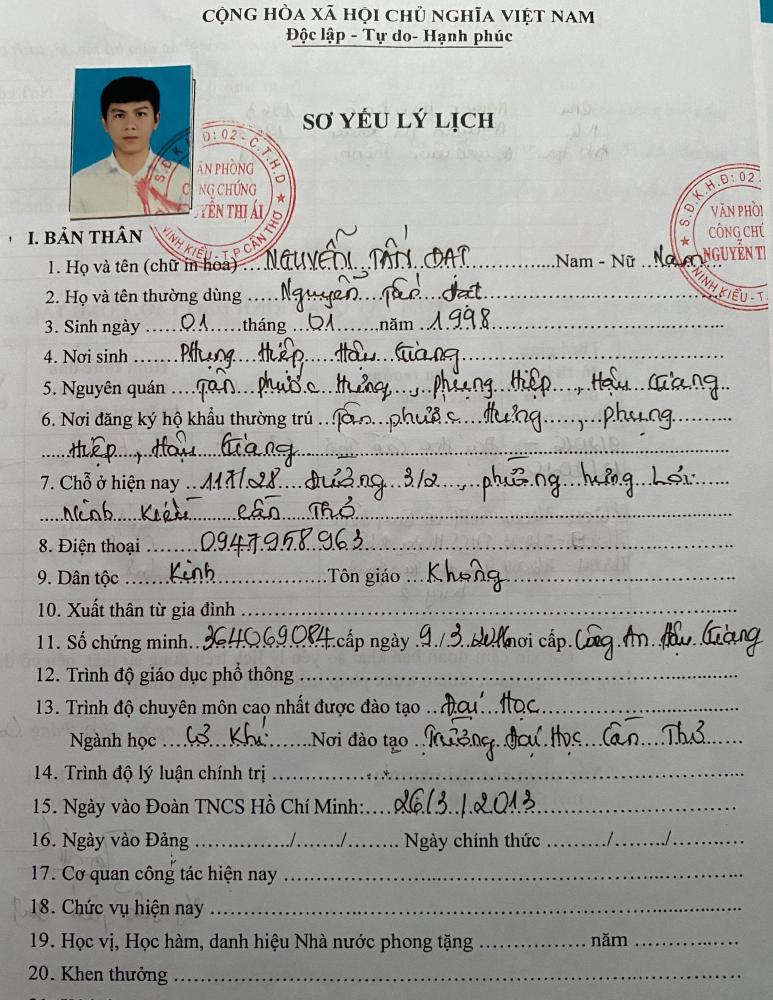 CỘNG HÒA XÃ HỘI CHỦ NGHĨA VIỆT NAM
Độc lập - Tự do- Hạnh phúc
SƠ YẾU LÝ LỊCH
S.Đ.K.H.Đ: 02 - C.T.H.D
VĂN PHÒNG
CÔNG CHỨNG
NGUYỄN THỊ ÁI
NINH KIỀU - T.P CẦN THƠ
S.Đ.K.H.Đ: 02.
VĂN PHÒ
CÔNG CHỨ
NGUYỄN T
NINH KIỀU - T.
I. BẢN THÂN
1. Họ và tên (chữ in hoa) NGUYỄN TẤN ĐẠT Nam - Nữ Nam
2. Họ và tên thường dùng Nguyễn Tấn Đạt
3. Sinh ngày 01 tháng 01 năm 1998
4. Nơi sinh Phụng Hiệp Hậu Giang
5. Nguyên quán Tân phước Hưng, phụng Hiệp, Hậu Giang
6. Nơi đăng ký hộ khẩu thường trú Tân phước Hưng, phụng
Hiệp, Hậu Giang
7. Chỗ ở hiện nay 117/28 Đường 3/2, phường hưng Lợi
Ninh Kiều Cần Thơ
8. Điện thoại 0947958963
9. Dân tộc Kinh Tôn giáo Không
10. Xuất thân từ gia đình
11. Số chứng minh 364069084 cấp ngày 9/3 nơi cấp Công An Hậu Giang
12. Trình độ giáo dục phổ thông
13. Trình độ chuyên môn cao nhất được đào tạo Đại Học
Ngành học Cơ Khí Nơi đào tạo Trường Đại Học Cần Thơ
14. Trình độ lý luận chính trị
15. Ngày vào Đoàn TNCS Hồ Chí Minh: 26/3/2013
16. Ngày vào Đảng ....../....../...... Ngày chính thức ....../....../......
17. Cơ quan công tác hiện nay
18. Chức vụ hiện nay
19. Học vị, Học hàm, danh hiệu Nhà nước phong tặng ............... năm ...............
20. Khen thưởng